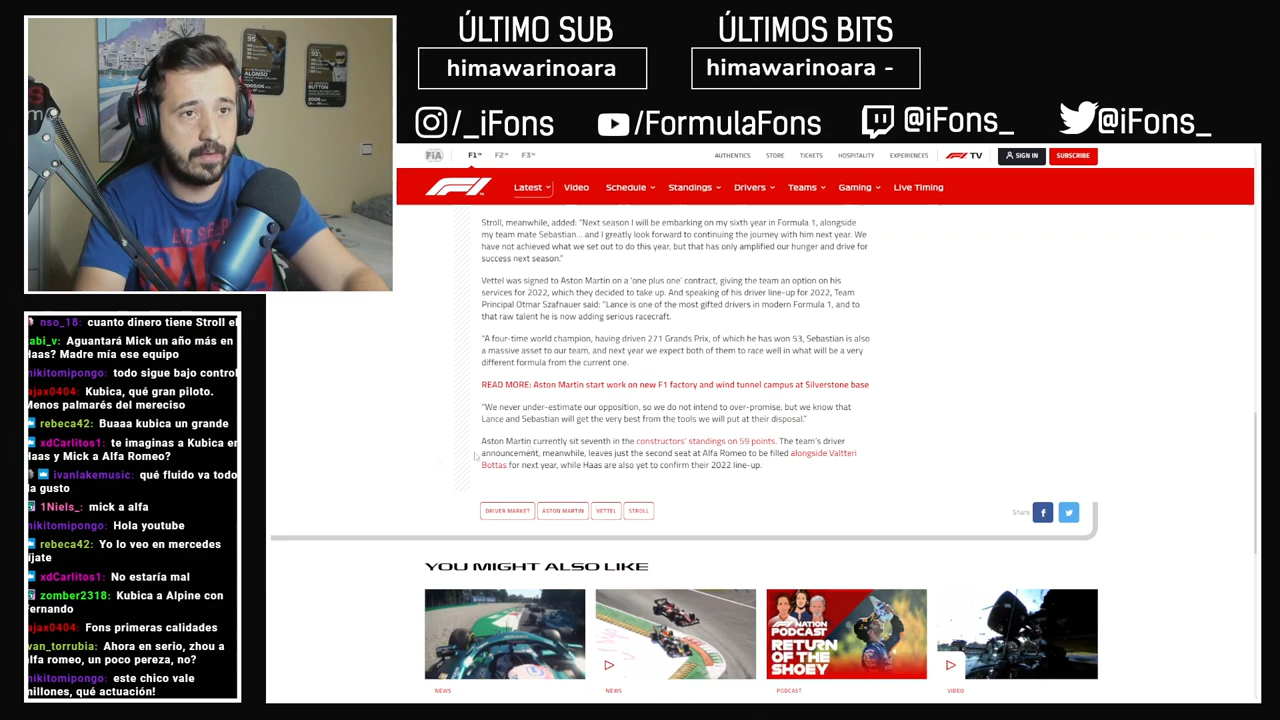 ÚLTIMO SUB
himawarinoara
ÚLTIMOS BITS
himawarinoara -
/_iFons
/FormulaFons
@iFons_
@iFons_
ALONSO
BUTTON
FIA
F1
F2
F3
AUTHENTICS
STORE
TICKETS
HOSPITALITY
EXPERIENCES
F1 TV
SIGN IN
SUBSCRIBE
F1
Latest
Video
Schedule
Standings
Drivers
Teams
Gaming
Live Timing
Stroll, meanwhile, added: “Next season I will be embarking on my sixth year in Formula 1, alongside
my team mate Sebastian… and I greatly look forward to continuing the journey with him next year. We
have not achieved what we set out to do this year, but that has only amplified our hunger and drive for
success next season.”
Vettel was signed to Aston Martin on a ‘one plus one’ contract, giving the team an option on his
services for 2022, which they decided to take up. And speaking of his driver line-up for 2022, Team
Principal Otmar Szafnauer said: “Lance is one of the most gifted drivers in modern Formula 1, and to
that raw talent he is now adding serious racecraft.
“A four-time world champion, having driven 271 Grands Prix, of which he has won 53, Sebastian is also
a massive asset to our team, and next year we expect both of them to race well in what will be a very
different formula from the current one.
READ MORE: Aston Martin start work on new F1 factory and wind tunnel campus at Silverstone base
“We never under-estimate our opposition, so we do not intend to over-promise, but we know that
Lance and Sebastian will get the very best from the tools we will put at their disposal.”
Aston Martin currently sit seventh in the constructors’ standings on 59 points. The team’s driver
announcement, meanwhile, leaves just the second seat at Alfa Romeo to be filled alongside Valtteri
Bottas for next year, while Haas are also yet to confirm their 2022 line-up.
DRIVER MARKET
ASTON MARTIN
VETTEL
STROLL
Share
YOU MIGHT ALSO LIKE
F1
NATION
PODCAST
RETURN
OF THE
SHOEY
NEWS
NEWS
PODCAST
VIDEO
nso_18: cuanto dinero tiene Stroll el
abi_v: Aguantará Mick un año más en
Haas? Madre mía ese equipo
nikitomipongo: todo sigue bajo control
ajax0404: Kubica, qué gran piloto.
Menos palmarés del mereciso
rebeca42: Buaaa kubica un grande
xdCarlitos1: te imaginas a Kubica en
Haas y Mick a Alfa Romeo?
ivanlakemusic: qué fluido va todo
da gusto
1Niels_: mick a alfa
nikitomipongo: Hola youtube
rebeca42: Yo lo veo en mercedes
fíjate
xdCarlitos1: No estaría mal
zomber2318: Kubica a Alpine con
fernando
ajax0404: Fons primeras calidades
van_torrubia: Ahora en serio, zhou a
alfa romeo, un poco pereza, no?
nikitomipongo: este chico vale
millones, qué actuación!